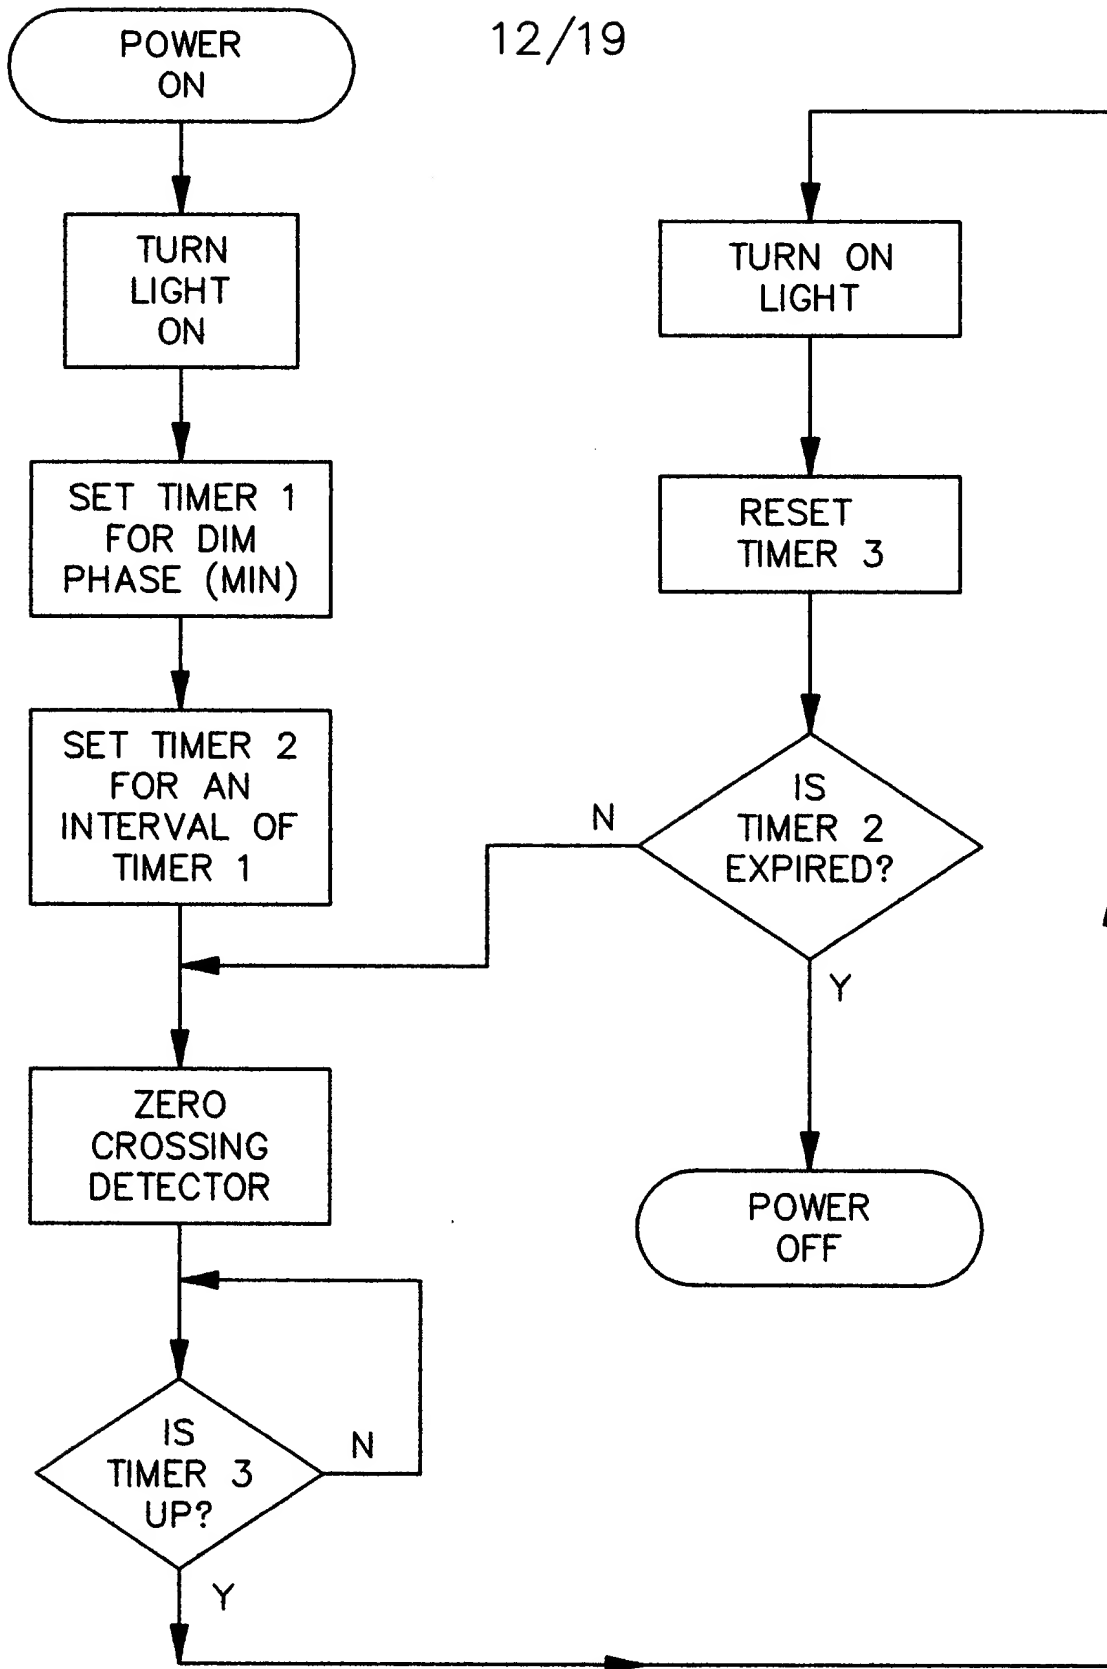 12/19
POWER
ON
TURN
LIGHT
ON
SET TIMER 1
FOR DIM
PHASE (MIN)
SET TIMER 2
FOR AN
INTERVAL OF
TIMER 1
ZERO
CROSSING
DETECTOR
IS
TIMER 3
UP?
N
Y
TURN ON
LIGHT
RESET
TIMER 3
IS
TIMER 2
EXPIRED?
N
Y
POWER
OFF